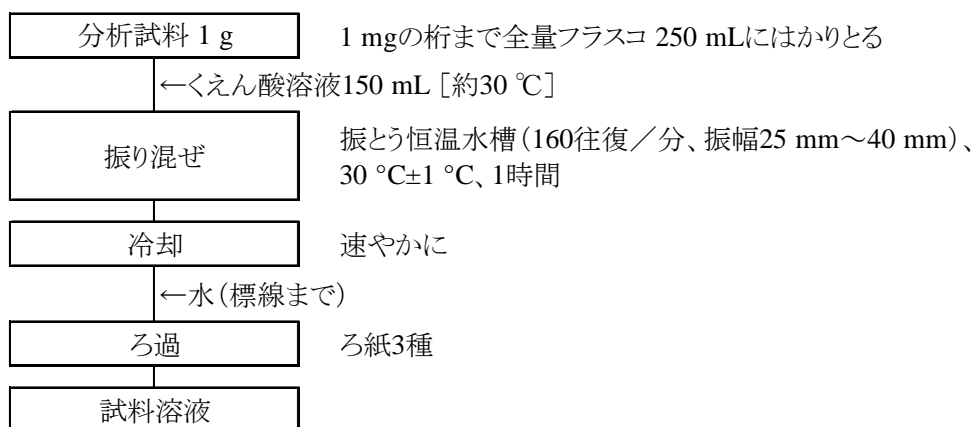 分析試料 1 g
1 mgの桁まで全量フラスコ 250 mLにはかりとる
←くえん酸溶液150 mL [約30 ℃]
振り混ぜ
振とう恒温水槽(160往復/分、振幅25 mm~40 mm)、
30 °C±1 °C、1時間
冷却
速やかに
←水(標線まで)
ろ過
ろ紙3種
試料溶液